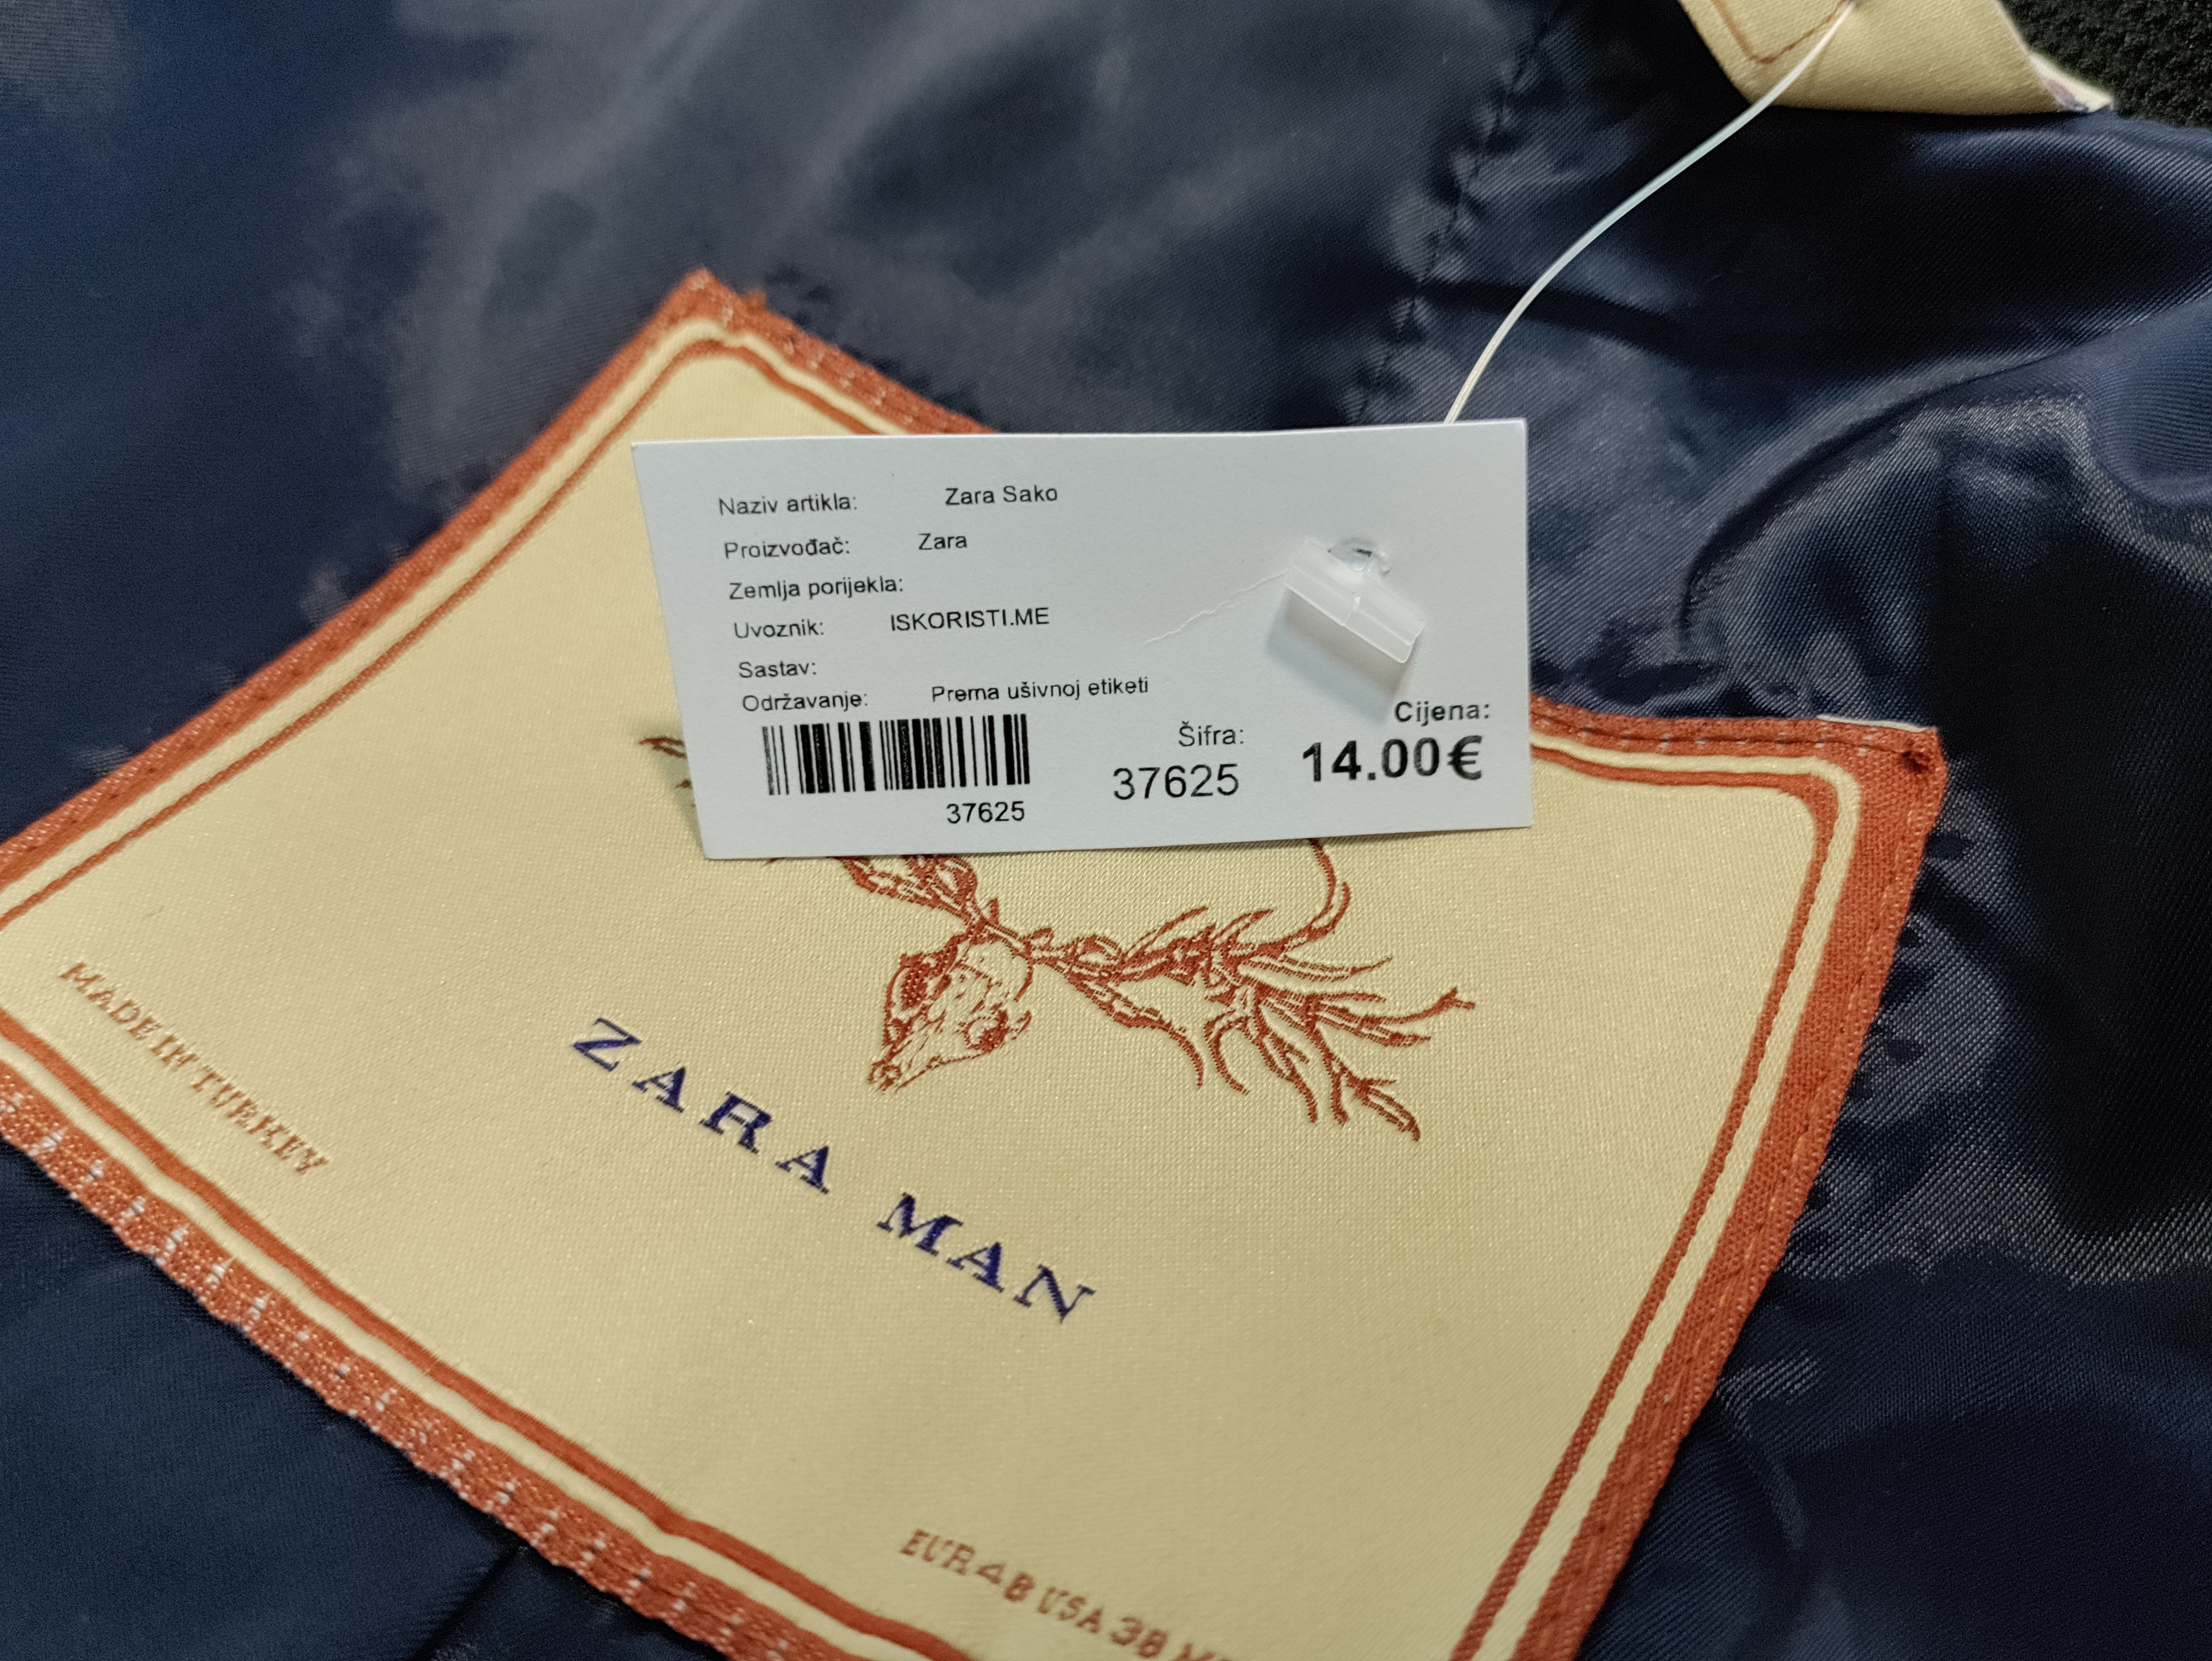 Naziv artikla: Zara Sako
Proizvođač: Zara
Zemlja porijekla:
Uvoznik: ISKORISTI.ME
Sastav:
Održavanje: Prema ušivnoj etiketi
37625
Šifra:
37625
Cijena:
14.00€
MADE IN TURKEY
ZARA MAN
EUR 48 USA 38